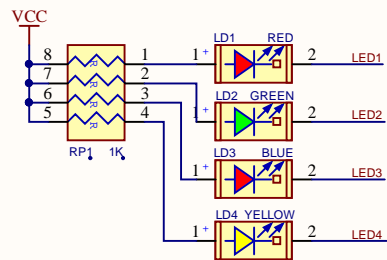 VCC
LD1 RED
8 1 1 + 2 LED1
7 2
6 3
5 4
R
R
R
R
RP1 1K
LD2 GREEN
1 + 2 LED2
LD3 BLUE
1 + 2 LED3
LD4 YELLOW
1 + 2 LED4